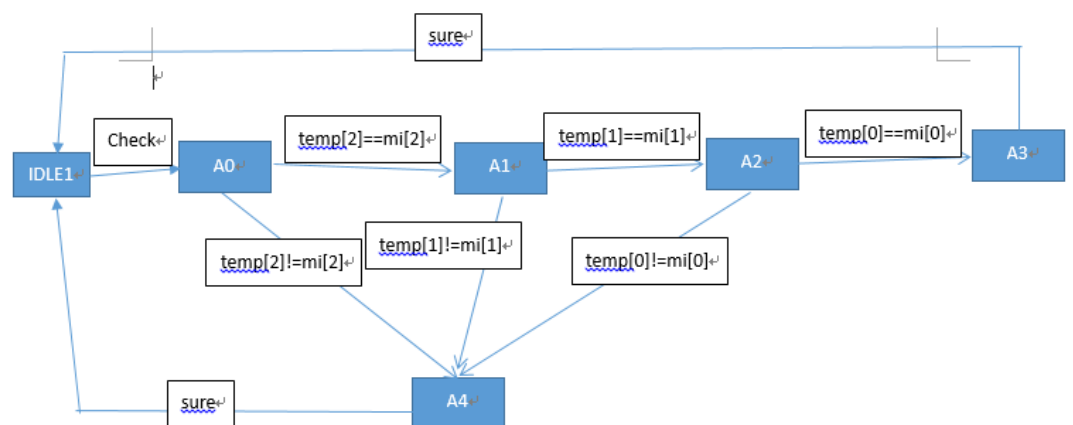 sure
Check
temp[2]==mi[2]
temp[1]==mi[1]
temp[0]==mi[0]
IDLE1
A0
A1
A2
A3
temp[2]!=mi[2]
temp[1]!=mi[1]
temp[0]!=mi[0]
sure
A4